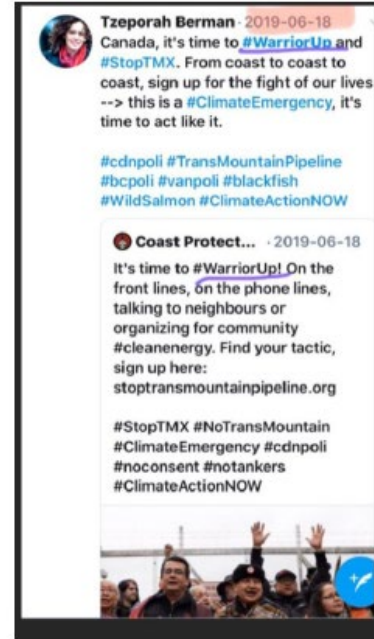 Tzeporah Berman · 2019-06-18
Canada, it's time to #WarriorUp and
#StopTMX. From coast to coast to
coast, sign up for the fight of our lives
--> this is a #ClimateEmergency, it's
time to act like it.
#cdnpoli #TransMountainPipeline
#bcpoli #vanpoli #blackfish
#WildSalmon #ClimateActionNOW
Coast Protect... · 2019-06-18
It's time to #WarriorUp! On the
front lines, on the phone lines,
talking to neighbours or
organizing for community
#cleanenergy. Find your tactic,
sign up here:
stoptransmountainpipeline.org
#StopTMX #NoTransMountain
#ClimateEmergency #cdnpoli
#noconsent #notankers
#ClimateActionNOW